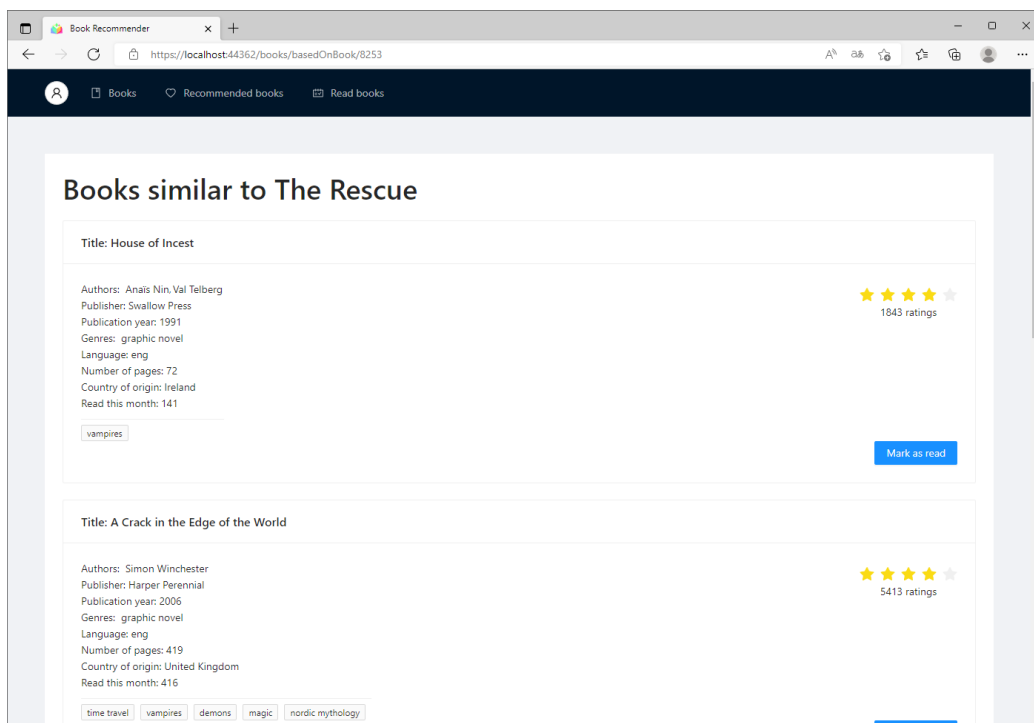 Book Recommender
https://localhost:44362/books/basedOnBook/8253
Books
Recommended books
Read books
Books similar to The Rescue
Title: House of Incest
Authors: Anaïs Nin, Val Telberg
Publisher: Swallow Press
Publication year: 1991
Genres: graphic novel
Language: eng
Number of pages: 72
Country of origin: Ireland
Read this month: 141
vampires
1843 ratings
Mark as read
Title: A Crack in the Edge of the World
Authors: Simon Winchester
Publisher: Harper Perennial
Publication year: 2006
Genres: graphic novel
Language: eng
Number of pages: 419
Country of origin: United Kingdom
Read this month: 416
time travel vampires demons magic nordic mythology
5413 ratings